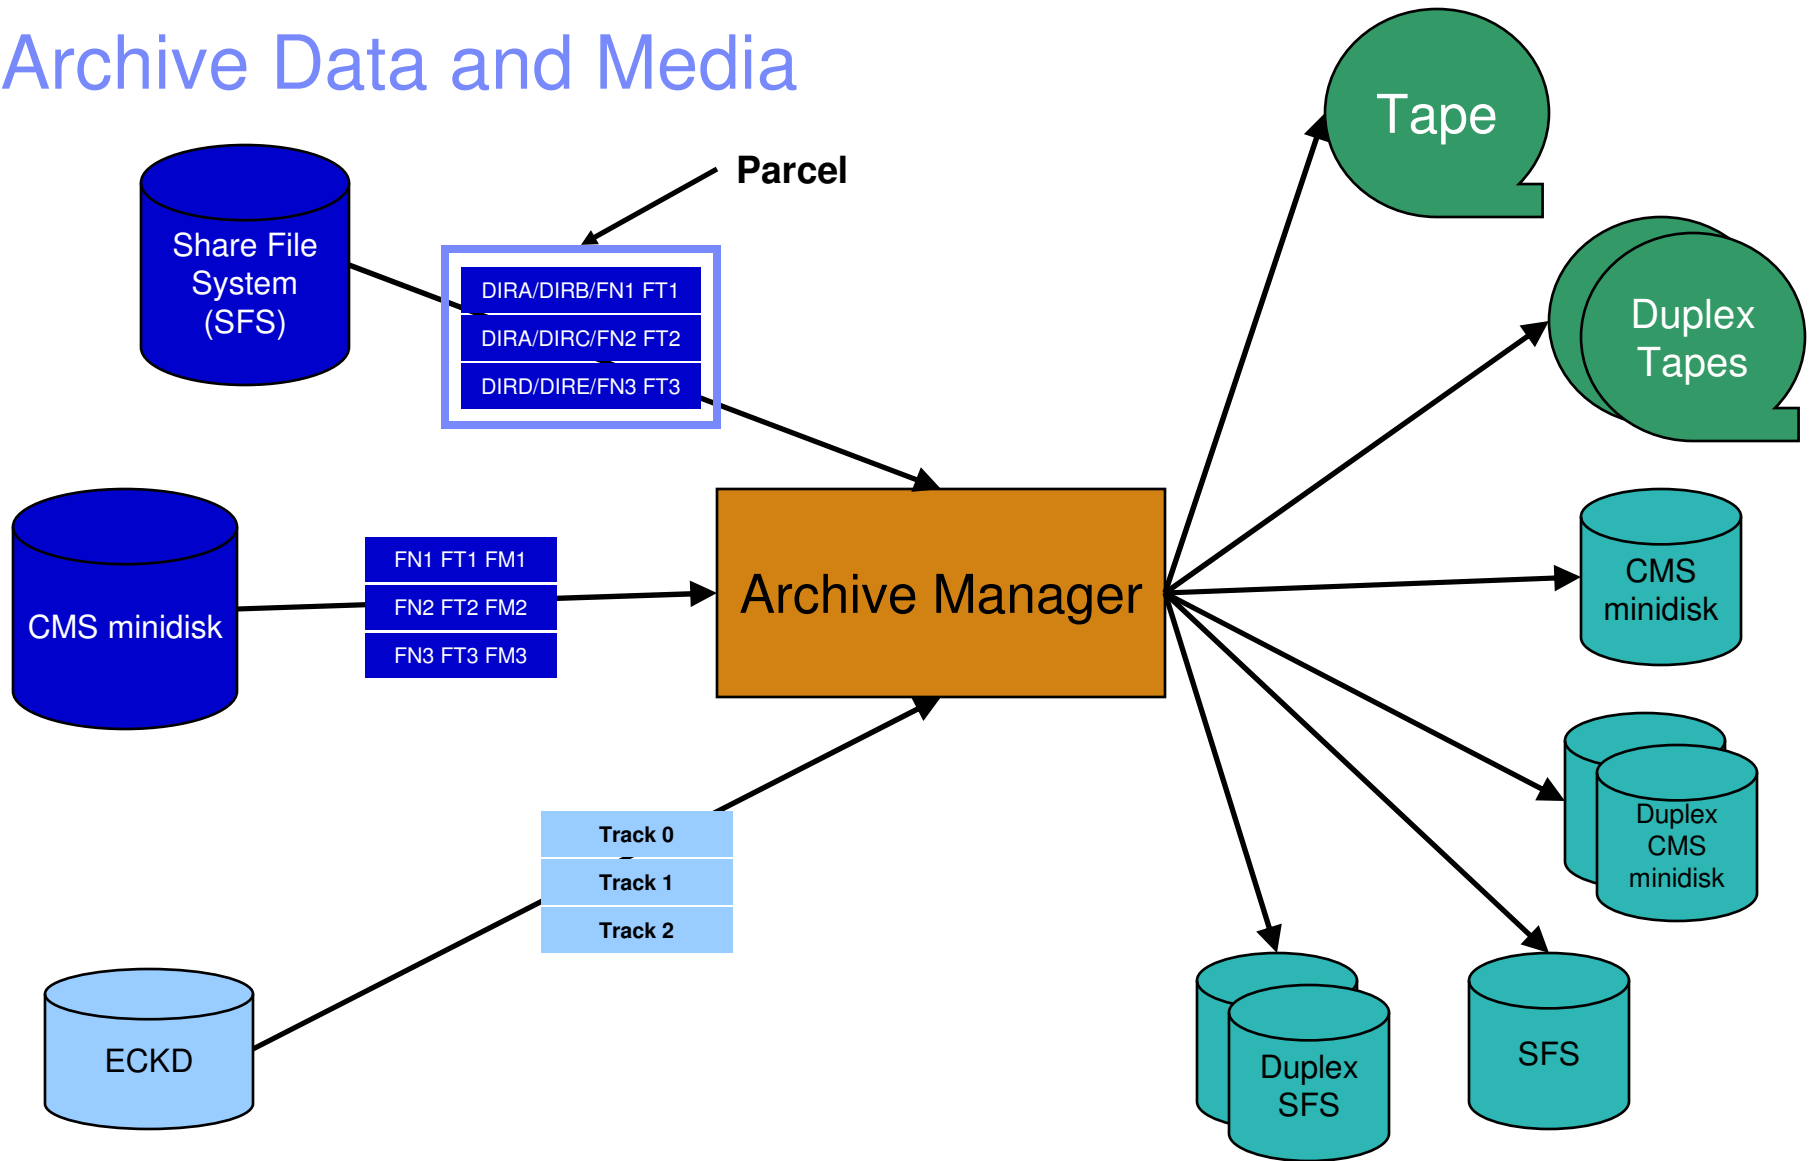 Archive Data and Media
Tape
Parcel
Share File
System
(SFS)
DIRA/DIRB/FN1 FT1
DIRA/DIRC/FN2 FT2
DIRD/DIRE/FN3 FT3
Duplex
Tapes
CMS minidisk
FN1 FT1 FM1
FN2 FT2 FM2
FN3 FT3 FM3
Archive Manager
CMS
minidisk
Duplex
CMS
minidisk
Track 0
Track 1
Track 2
ECKD
Duplex
SFS
SFS